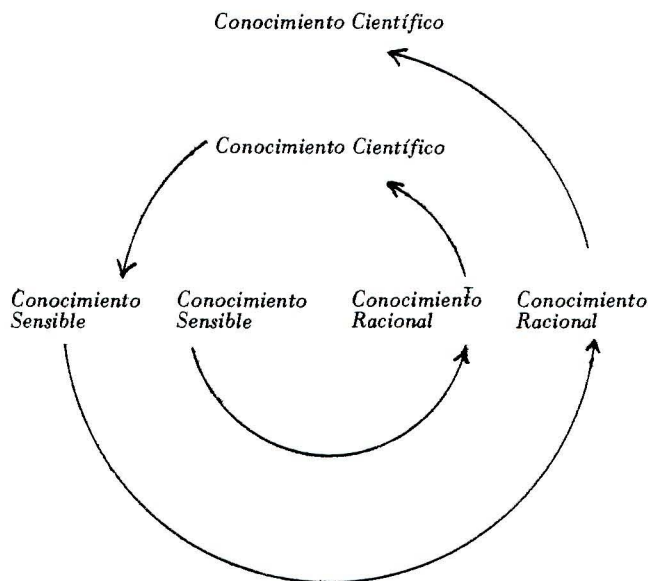 Conocimiento Científico
Conocimiento Científico
Conocimiento
Sensible
Conocimiento
Sensible
Conocimiento
Racional
Conocimiento
Racional